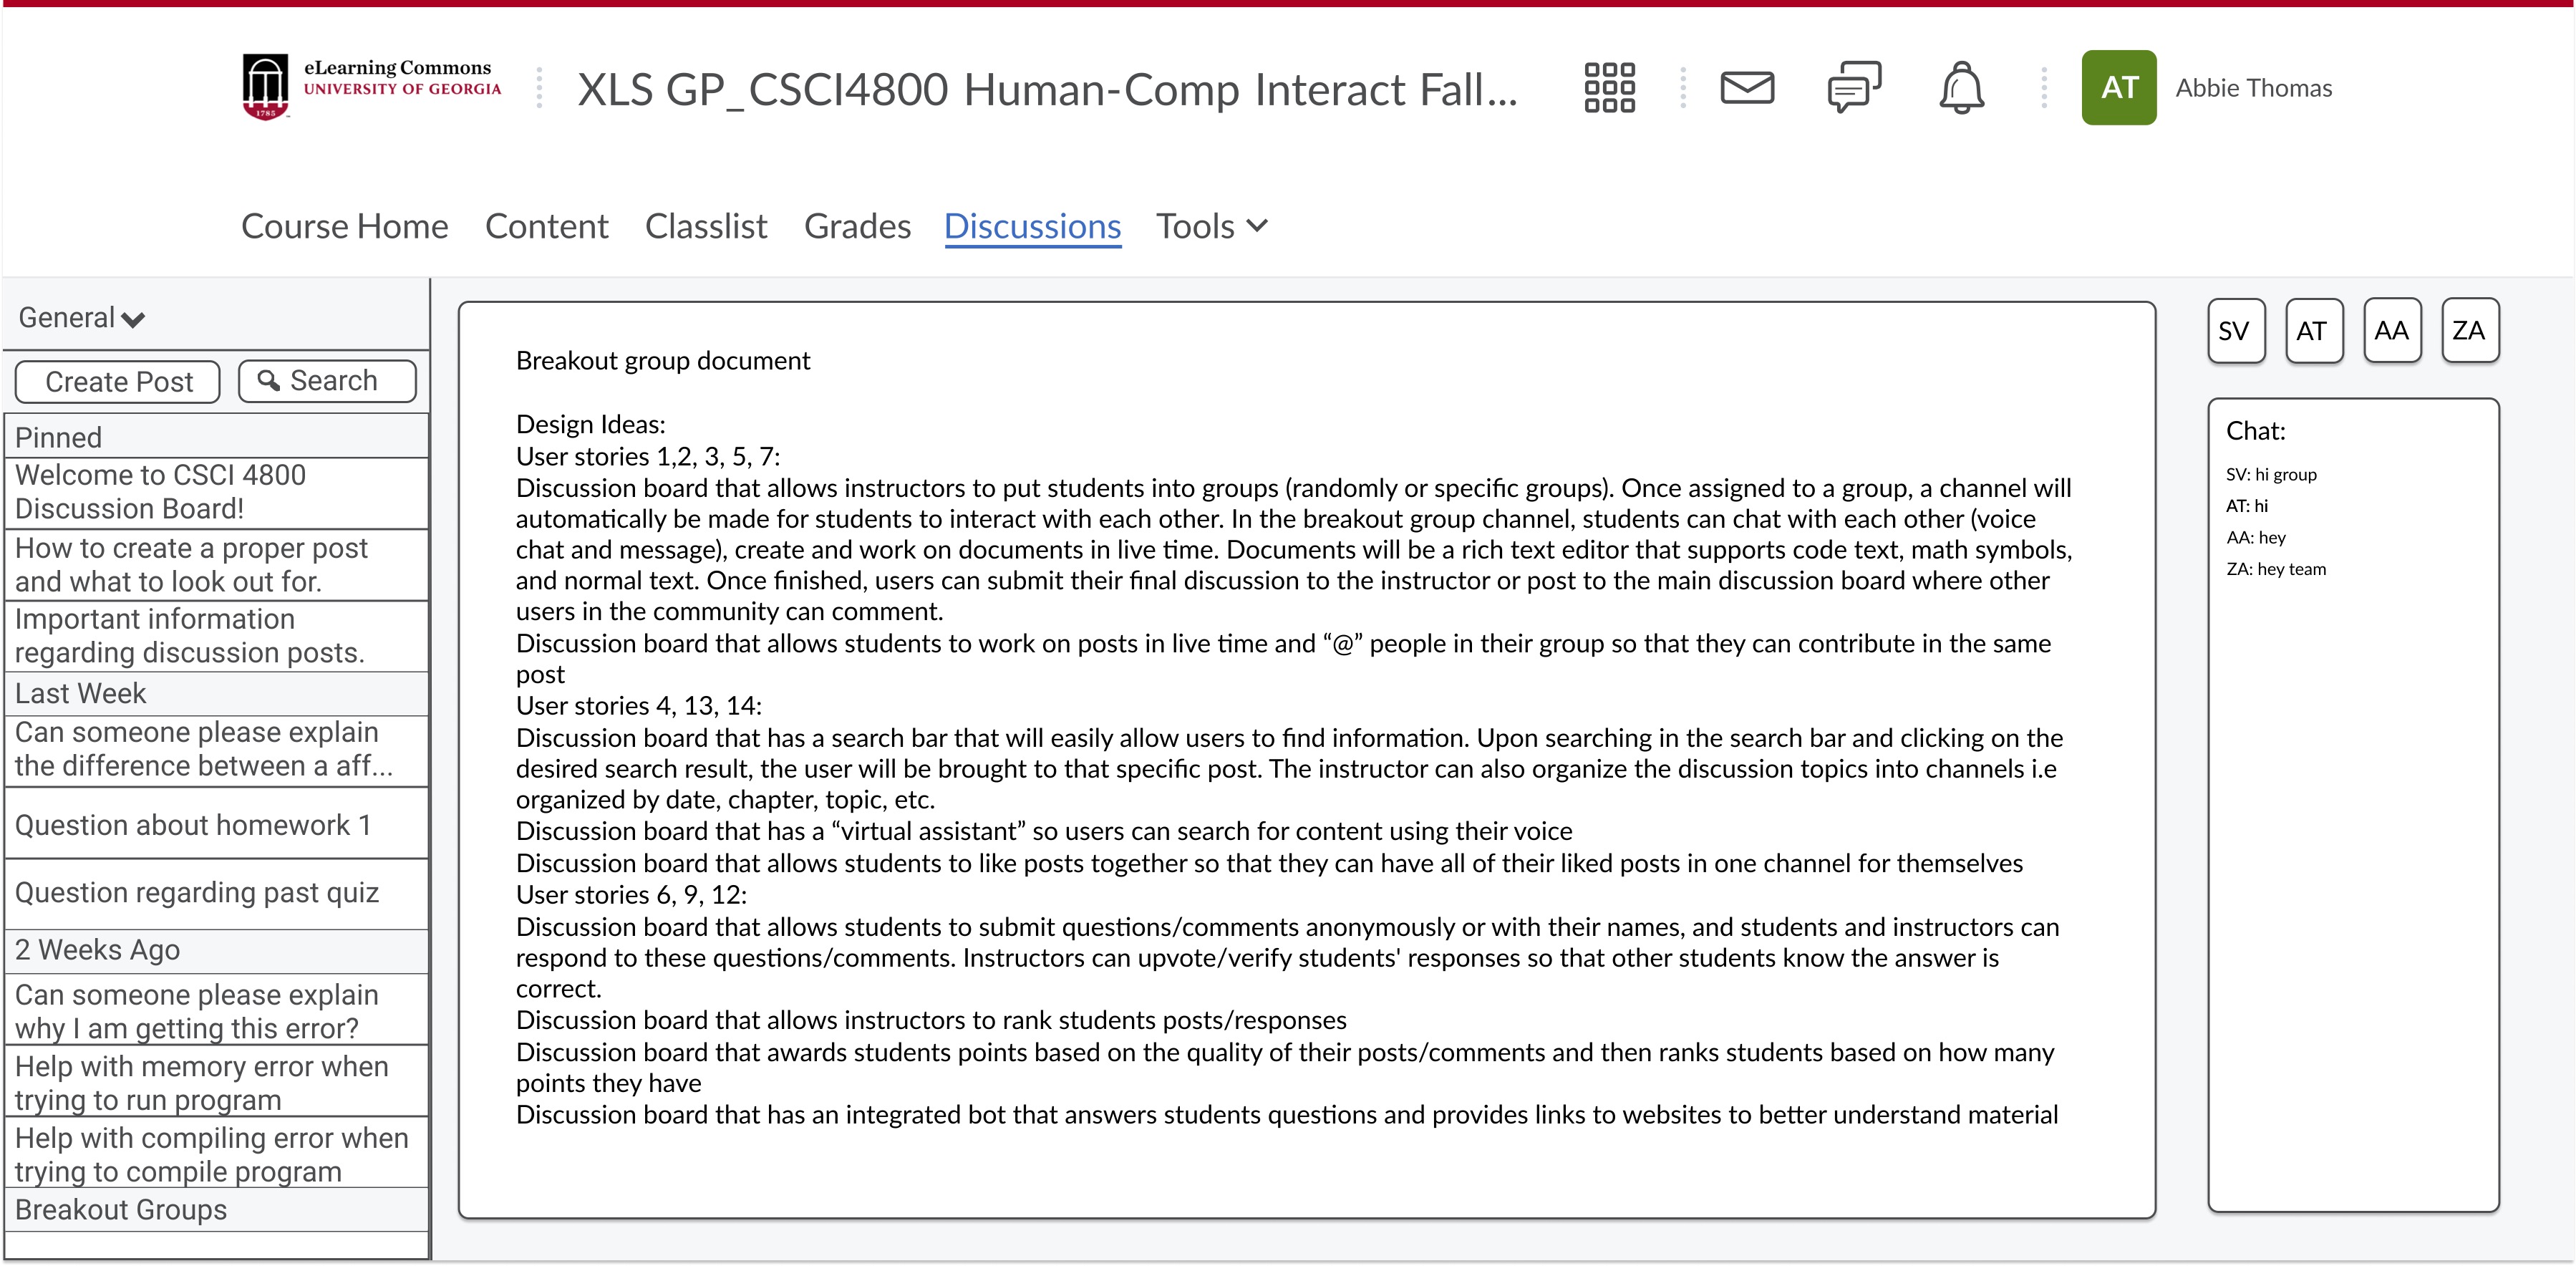 eLearning Commons
UNIVERSITY OF GEORGIA
1785
XLS GP_CSCI4800 Human-Comp Interact Fall...
AT
Abbie Thomas
Course Home
Content
Classlist
Grades
Discussions
Tools
General
Create Post
Search
Pinned
Welcome to CSCI 4800
Discussion Board!
How to create a proper post
and what to look out for.
Important information
regarding discussion posts.
Last Week
Can someone please explain
the difference between a aff...
Question about homework 1
Question regarding past quiz
2 Weeks Ago
Can someone please explain
why I am getting this error?
Help with memory error when
trying to run program
Help with compiling error when
trying to compile program
Breakout Groups
Breakout group document
Design Ideas:
User stories 1,2, 3, 5, 7:
Discussion board that allows instructors to put students into groups (randomly or specific groups). Once assigned to a group, a channel will
automatically be made for students to interact with each other. In the breakout group channel, students can chat with each other (voice
chat and message), create and work on documents in live time. Documents will be a rich text editor that supports code text, math symbols,
and normal text. Once finished, users can submit their final discussion to the instructor or post to the main discussion board where other
users in the community can comment.
Discussion board that allows students to work on posts in live time and “@” people in their group so that they can contribute in the same
post
User stories 4, 13, 14:
Discussion board that has a search bar that will easily allow users to find information. Upon searching in the search bar and clicking on the
desired search result, the user will be brought to that specific post. The instructor can also organize the discussion topics into channels i.e
organized by date, chapter, topic, etc.
Discussion board that has a “virtual assistant” so users can search for content using their voice
Discussion board that allows students to like posts together so that they can have all of their liked posts in one channel for themselves
User stories 6, 9, 12:
Discussion board that allows students to submit questions/comments anonymously or with their names, and students and instructors can
respond to these questions/comments. Instructors can upvote/verify students' responses so that other students know the answer is
correct.
Discussion board that allows instructors to rank students posts/responses
Discussion board that awards students points based on the quality of their posts/comments and then ranks students based on how many
points they have
Discussion board that has an integrated bot that answers students questions and provides links to websites to better understand material
SV
AT
AA
ZA
Chat:
SV: hi group
AT: hi
AA: hey
ZA: hey team